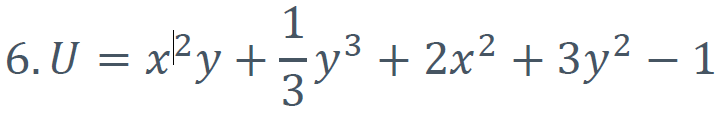 6. U = x²y + 1/3 y³ + 2x² + 3y² − 1